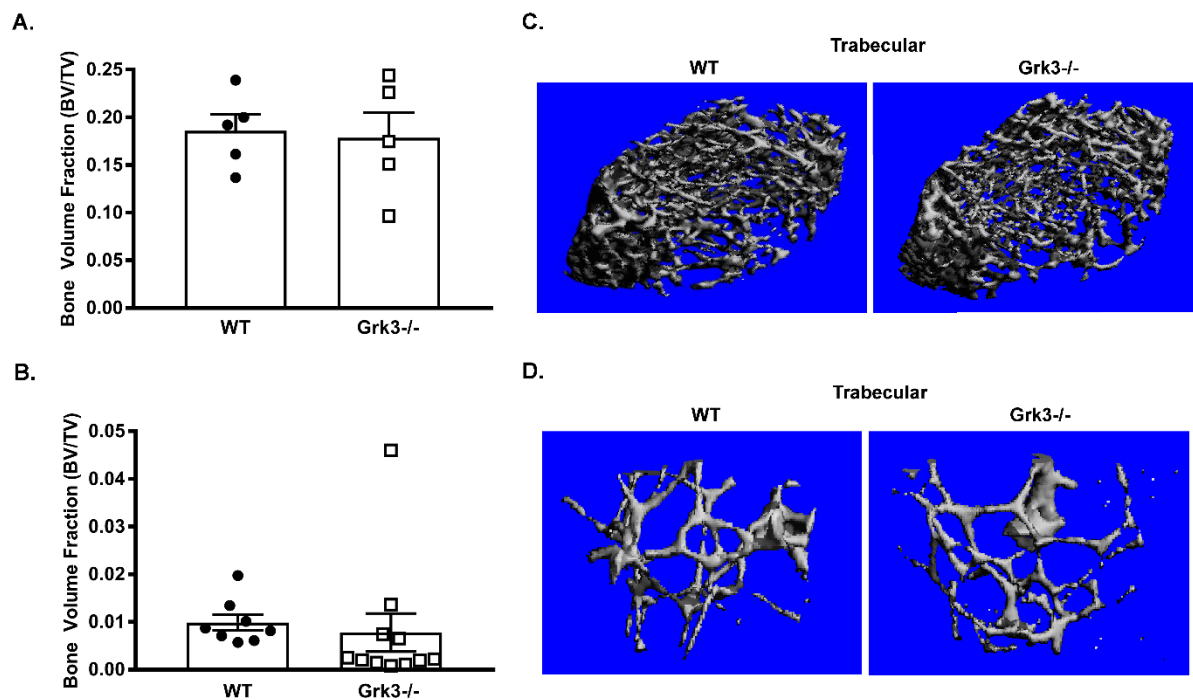 A.
Bone Volume Fraction (BV/TV)
0.25
0.20
0.15
0.10
0.05
0.00
WT
Grk3-/-
B.
Bone Volume Fraction (BV/TV)
0.05
0.04
0.03
0.02
0.01
0.00
WT
Grk3-/-
C.
Trabecular
WT
Grk3-/-
D.
Trabecular
WT
Grk3-/-